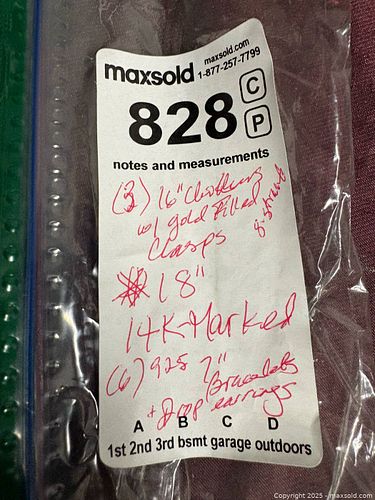 maxsold
maxsold.com
1-877-257-7799
828
C
P
notes and measurements
(3) 16"
w/ gold filled
Clasps
8" strand
18"
14K-Marked
(6) 925 7"
Bracelets
+ Drop earrings
A B C D
1st 2nd 3rd bsmt garage outdoors
Copyright 2025 - maxsold.com